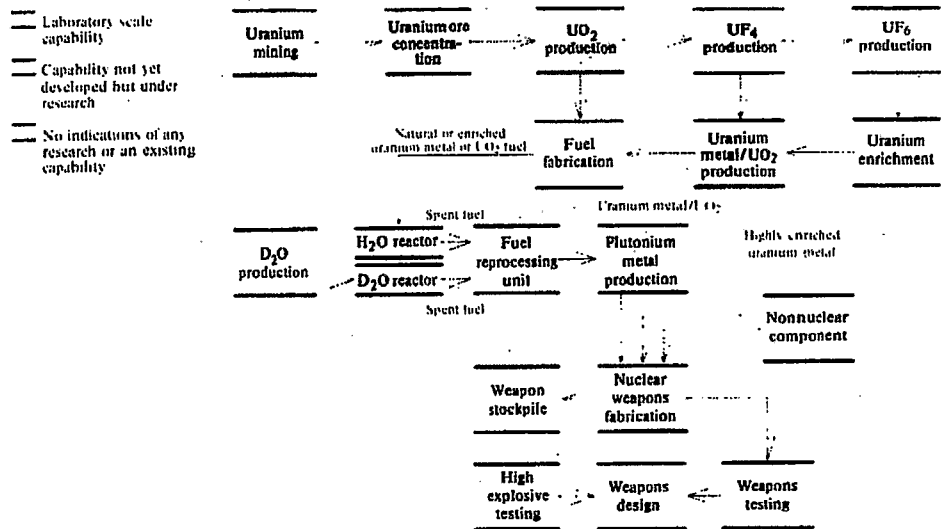 Laboratory scale
capability
Capability not yet
developed but under
research
No indications of any
research or an existing
capability
Uranium
mining
Uranium ore
concentra-
tion
UO2
production
UF4
production
UF6
production
Natural or enriched
uranium metal or UO2 fuel
Fuel
fabrication
Uranium
metal/UO2
production
Uranium
enrichment
Spent fuel
Uranium metal/UO2
D2O
production
H2O reactor
D2O reactor
Fuel
reprocessing
unit
Plutonium
metal
production
Highly enriched
uranium metal
Spent fuel
Nonnuclear
component
Weapon
stockpile
Nuclear
weapons
fabrication
High
explosive
testing
Weapons
design
Weapons
testing